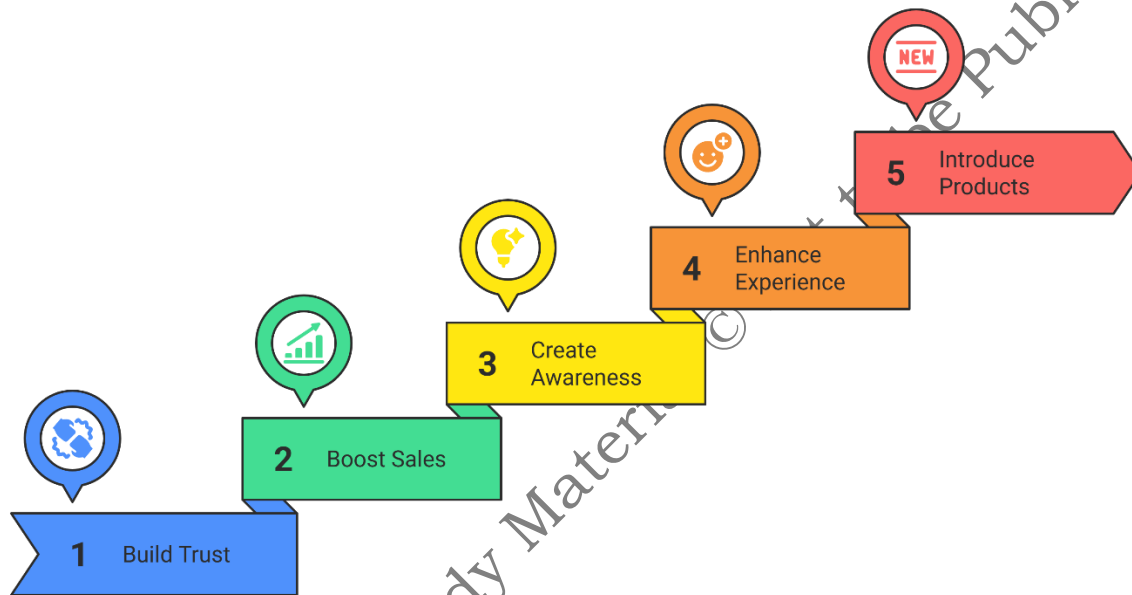 NEW
5
Introduce
Products
4
Enhance
Experience
3
Create
Awareness
2
Boost Sales
1
Build Trust
©